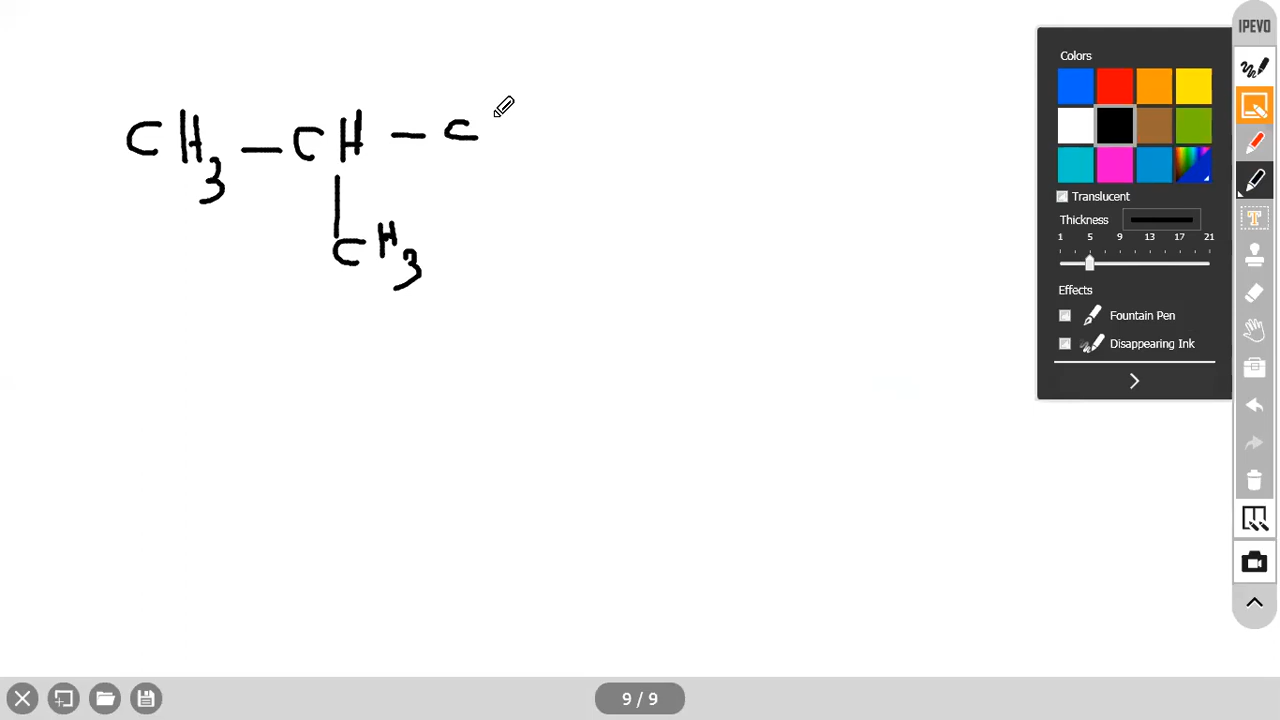 CH3 - CH - C
CH3
IPEVO
Colors
Translucent
Thickness
1 5 9 13 17 21
Effects
Fountain Pen
Disappearing Ink
T
9 / 9